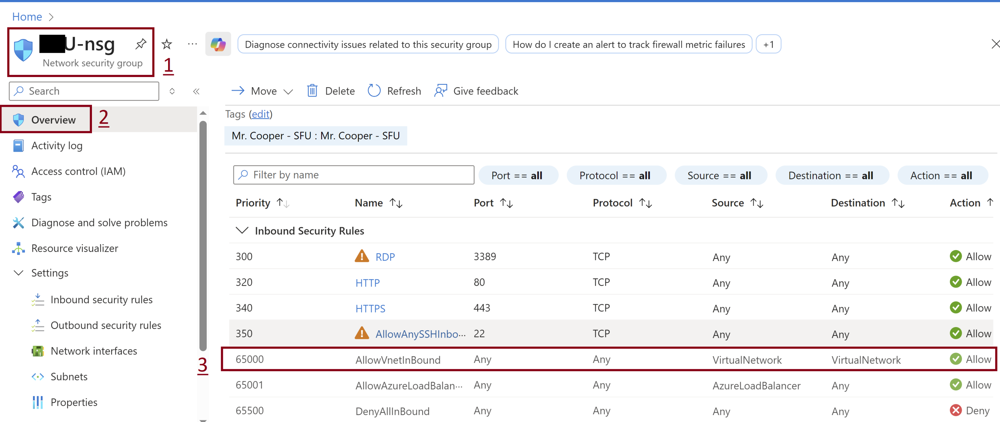 Home >
U-nsg
Network security group
1
Diagnose connectivity issues related to this security group
How do I create an alert to track firewall metric failures
+1
Search
Move
Delete
Refresh
Give feedback
Overview
2
Activity log
Access control (IAM)
Tags
Diagnose and solve problems
Resource visualizer
Settings
Inbound security rules
Outbound security rules
Network interfaces
Subnets
Properties
Tags (edit)
Mr. Cooper - SFU : Mr. Cooper - SFU
Filter by name
Port == all
Protocol == all
Source == all
Destination == all
Action == all
Priority Name Port Protocol Source Destination Action
Inbound Security Rules
300 RDP 3389 TCP Any Any Allow
320 HTTP 80 TCP Any Any Allow
340 HTTPS 443 TCP Any Any Allow
350 AllowAnySSHInbo... 22 TCP Any Any Allow
3
65000 AllowVnetInBound Any Any VirtualNetwork VirtualNetwork Allow
65001 AllowAzureLoadBalan... Any Any AzureLoadBalancer Any Allow
65500 DenyAllInBound Any Any Any Any Deny